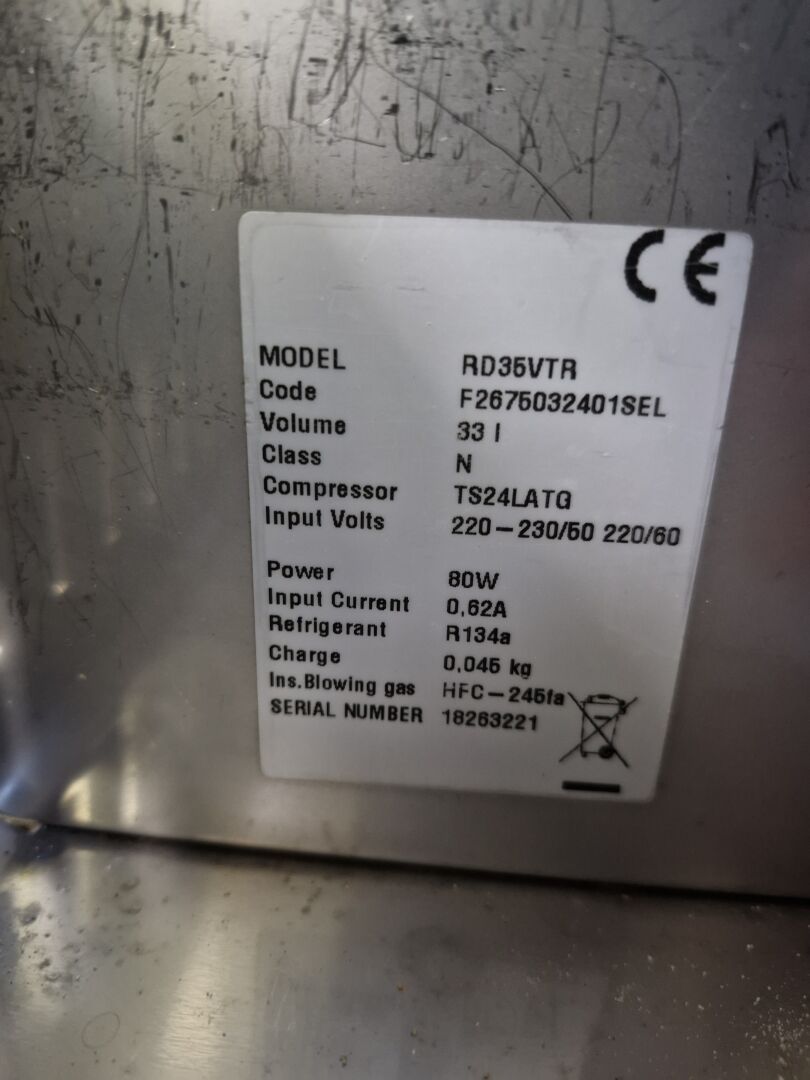 CE
MODEL RD35VTR
Code F2675032401SEL
Volume 33 l
Class N
Compressor TS24LATG
Input Volts 220-230/50 220/60
Power 80W
Input Current 0,62A
Refrigerant R134a
Charge 0,045 kg
Ins.Blowing gas HFC-245fa
SERIAL NUMBER 18263221